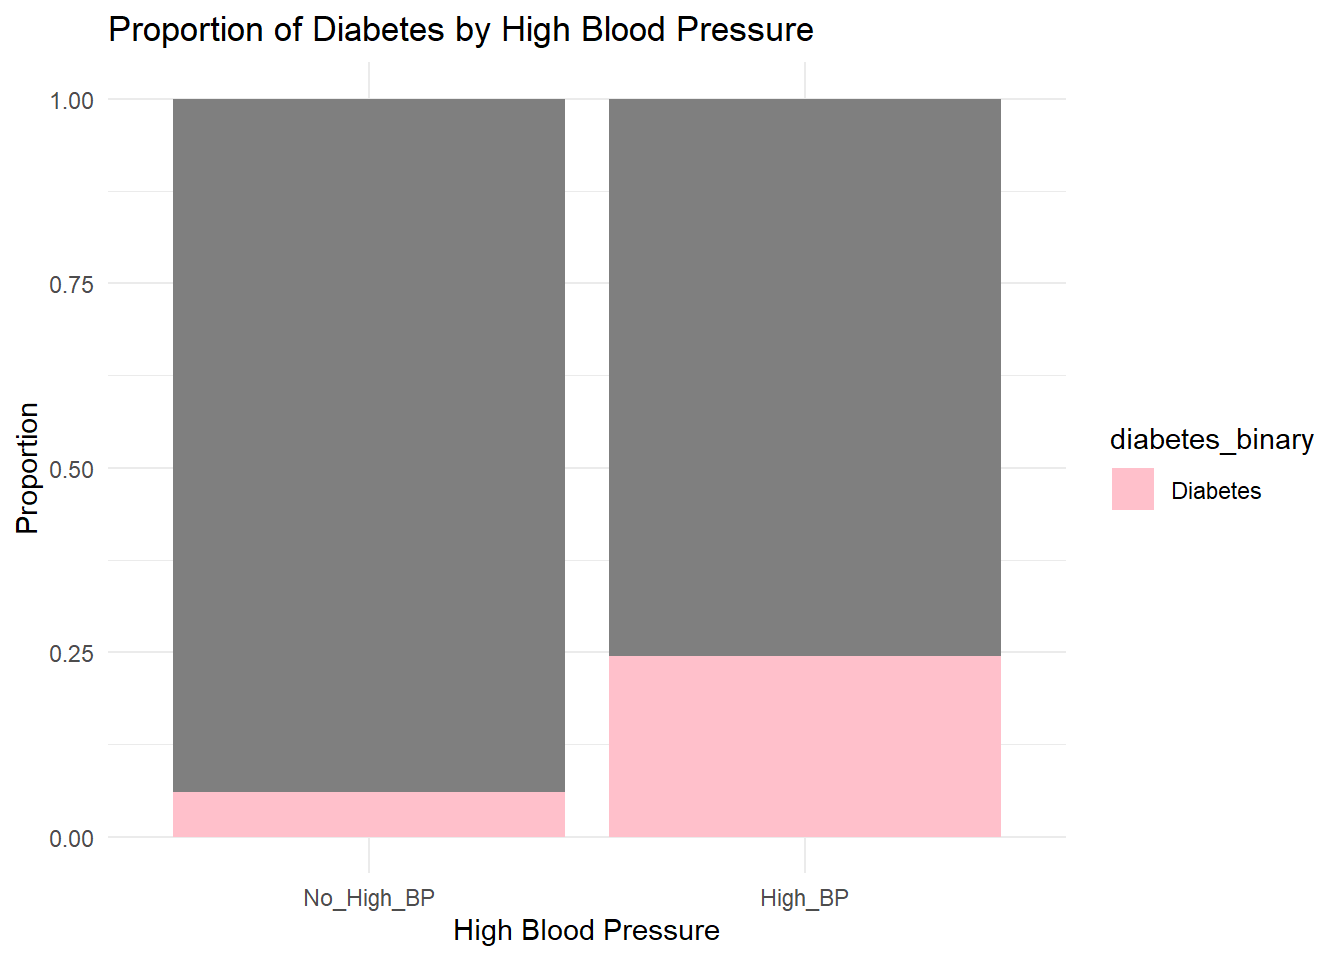 Proportion of Diabetes by High Blood Pressure
1.00
0.75
0.50
0.25
0.00
Proportion
No_High_BP
High_BP
High Blood Pressure
diabetes_binary
Diabetes